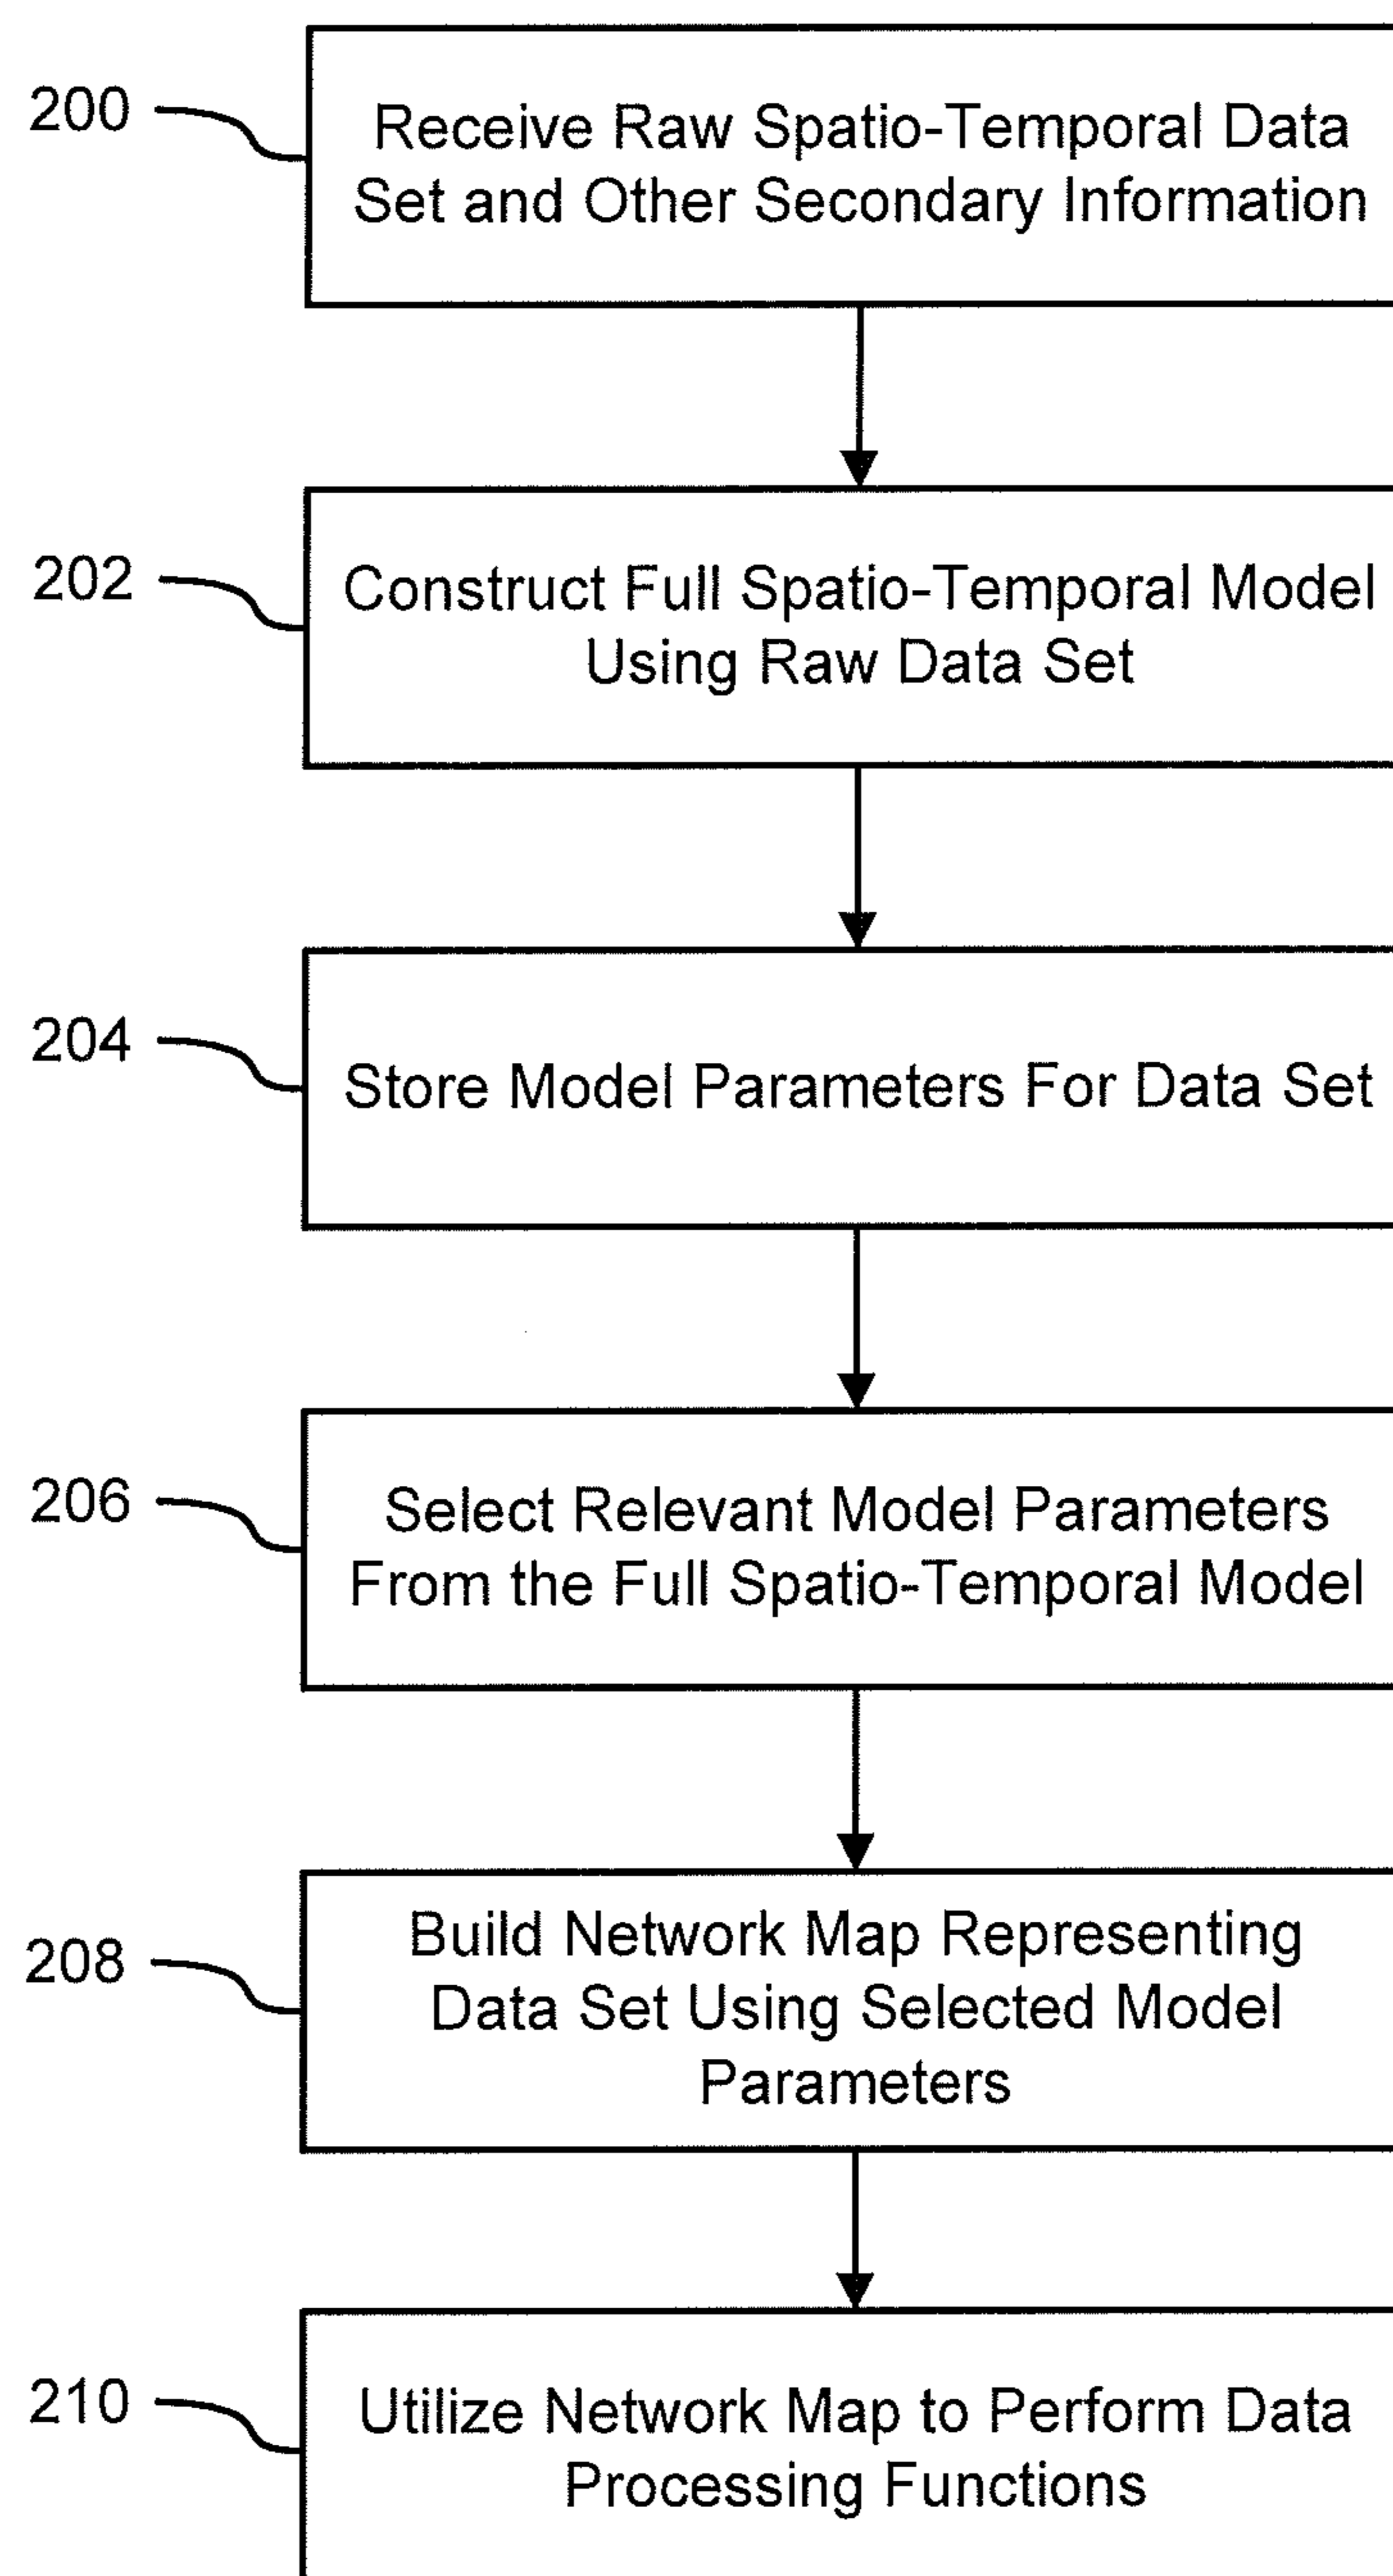 200
Receive Raw Spatio-Temporal Data
Set and Other Secondary Information
202
Construct Full Spatio-Temporal Model
Using Raw Data Set
204
Store Model Parameters For Data Set
206
Select Relevant Model Parameters
From the Full Spatio-Temporal Model
208
Build Network Map Representing
Data Set Using Selected Model
Parameters
210
Utilize Network Map to Perform Data
Processing Functions